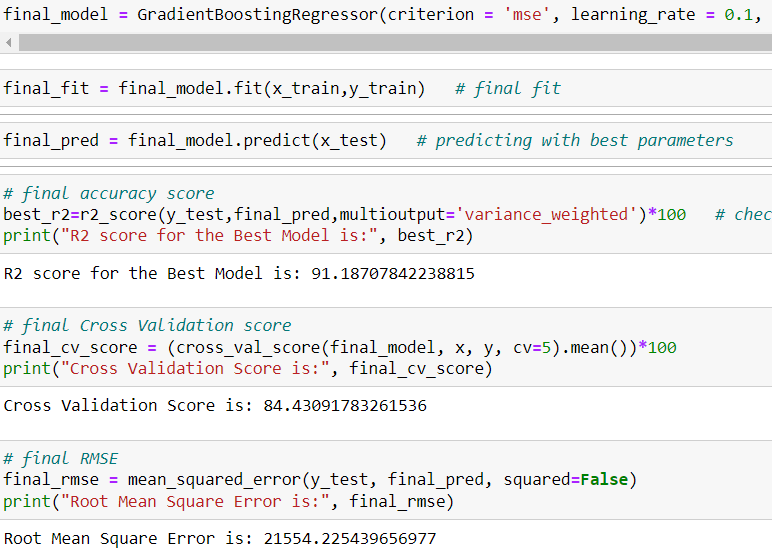 final_model = GradientBoostingRegressor(criterion = 'mse', learning_rate = 0.1,
final_fit = final_model.fit(x_train,y_train)   # final fit
final_pred = final_model.predict(x_test)   # predicting with best parameters
# final accuracy score
best_r2=r2_score(y_test,final_pred,multioutput='variance_weighted')*100   # chec
print("R2 score for the Best Model is:", best_r2)
R2 score for the Best Model is: 91.18707842238815
# final Cross Validation score
final_cv_score = (cross_val_score(final_model, x, y, cv=5).mean())*100
print("Cross Validation Score is:", final_cv_score)
Cross Validation Score is: 84.43091783261536
# final RMSE
final_rmse = mean_squared_error(y_test, final_pred, squared=False)
print("Root Mean Square Error is:", final_rmse)
Root Mean Square Error is: 21554.225439656977